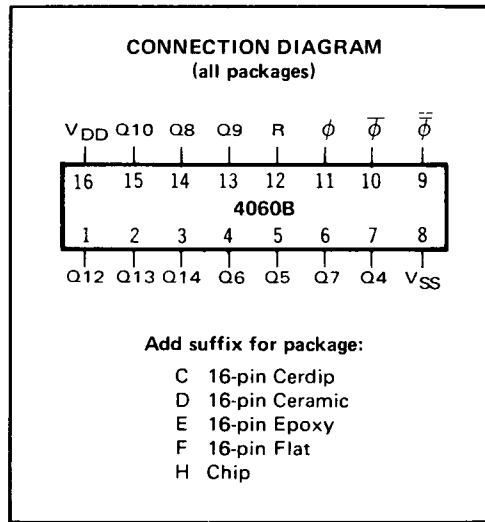 CONNECTION DIAGRAM
(all packages)
VDD Q10 Q8 Q9 R ϕ ϕ̅ ϕ̿
16 15 14 13 12 11 10 9
4060B
1 2 3 4 5 6 7 8
Q12 Q13 Q14 Q6 Q5 Q7 Q4 VSS
Add suffix for package:
C 16-pin Cerdip
D 16-pin Ceramic
E 16-pin Epoxy
F 16-pin Flat
H Chip